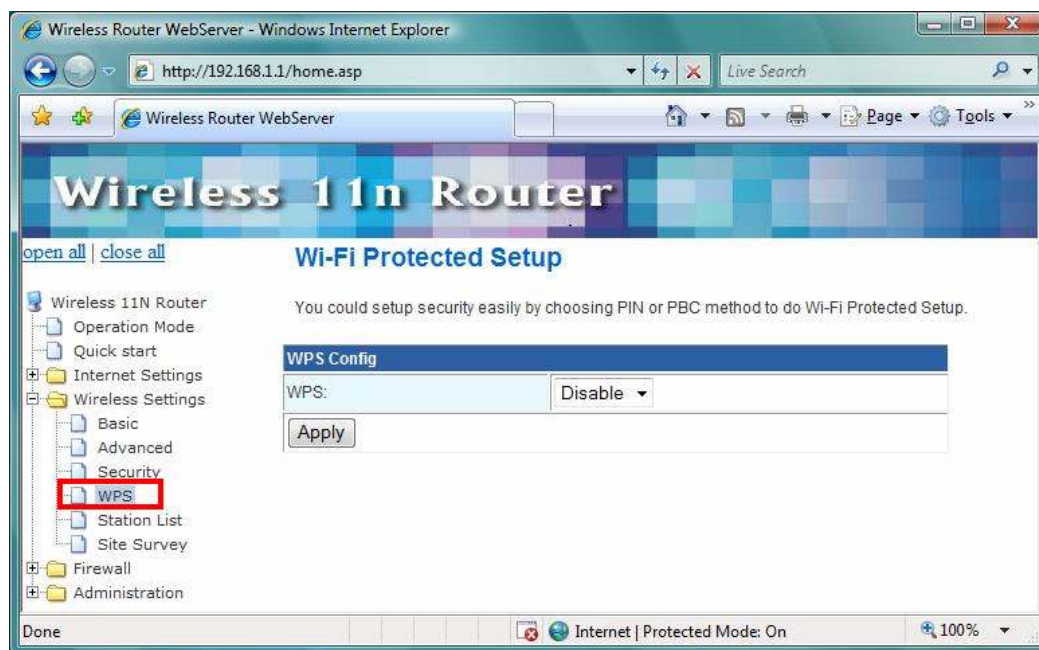 Wireless Router WebServer - Windows Internet Explorer
http://192.168.1.1/home.asp
Live Search
Wireless Router WebServer
Page
Tools
Wireless 11n Router
open all | close all
Wireless 11N Router
Operation Mode
Quick start
Internet Settings
Wireless Settings
Basic
Advanced
Security
WPS
Station List
Site Survey
Firewall
Administration
Wi-Fi Protected Setup
You could setup security easily by choosing PIN or PBC method to do Wi-Fi Protected Setup.
WPS Config
WPS:
Disable
Apply
Done
Internet | Protected Mode: On
100%